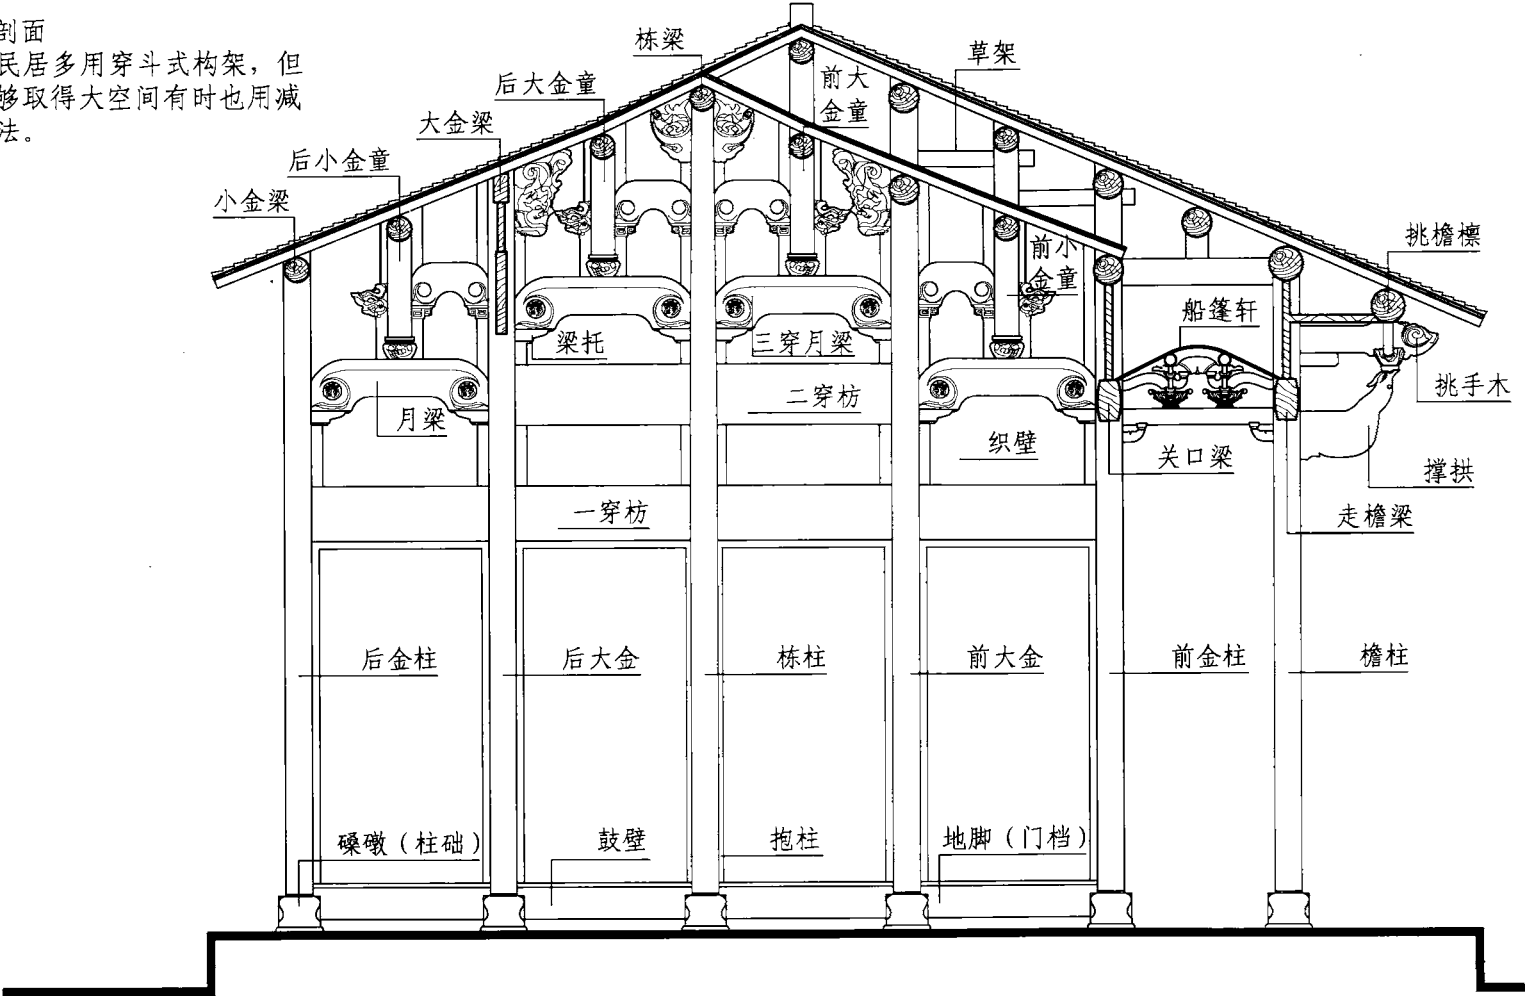 剖面
民居多用穿斗式构架，但
够取得大空间有时也用减
法。
栋梁
草架
后大金童
前大
金童
大金梁
后小金童
小金梁
挑檐檩
前小
金童
船篷轩
梁托
三穿月梁
挑手木
二穿枋
月梁
织壁
关口梁
撑拱
一穿枋
走檐梁
后金柱
后大金
栋柱
前大金
前金柱
檐柱
磉礅（柱础）
鼓壁
抱柱
地脚（门档）